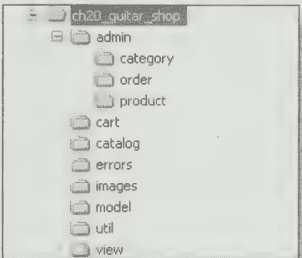 ch20_guitar_shop
admin
category
order
product
cart
catalog
errors
images
model
util
view